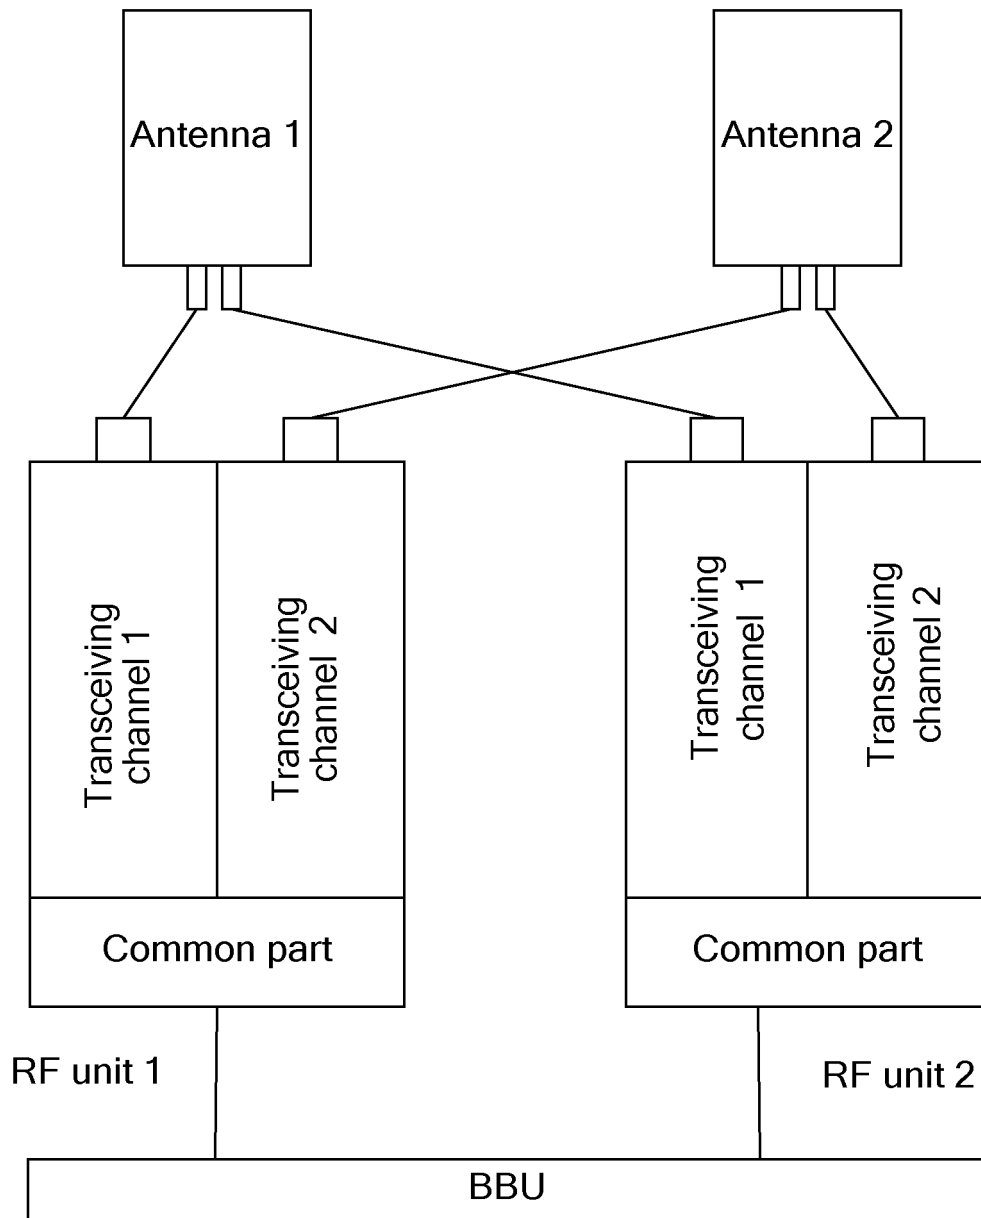 Antenna 1
Antenna 2
Transceiving
channel 1
Transceiving
channel 2
Transceiving
channel 1
Transceiving
channel 2
Common part
Common part
RF unit 1
RF unit 2
BBU